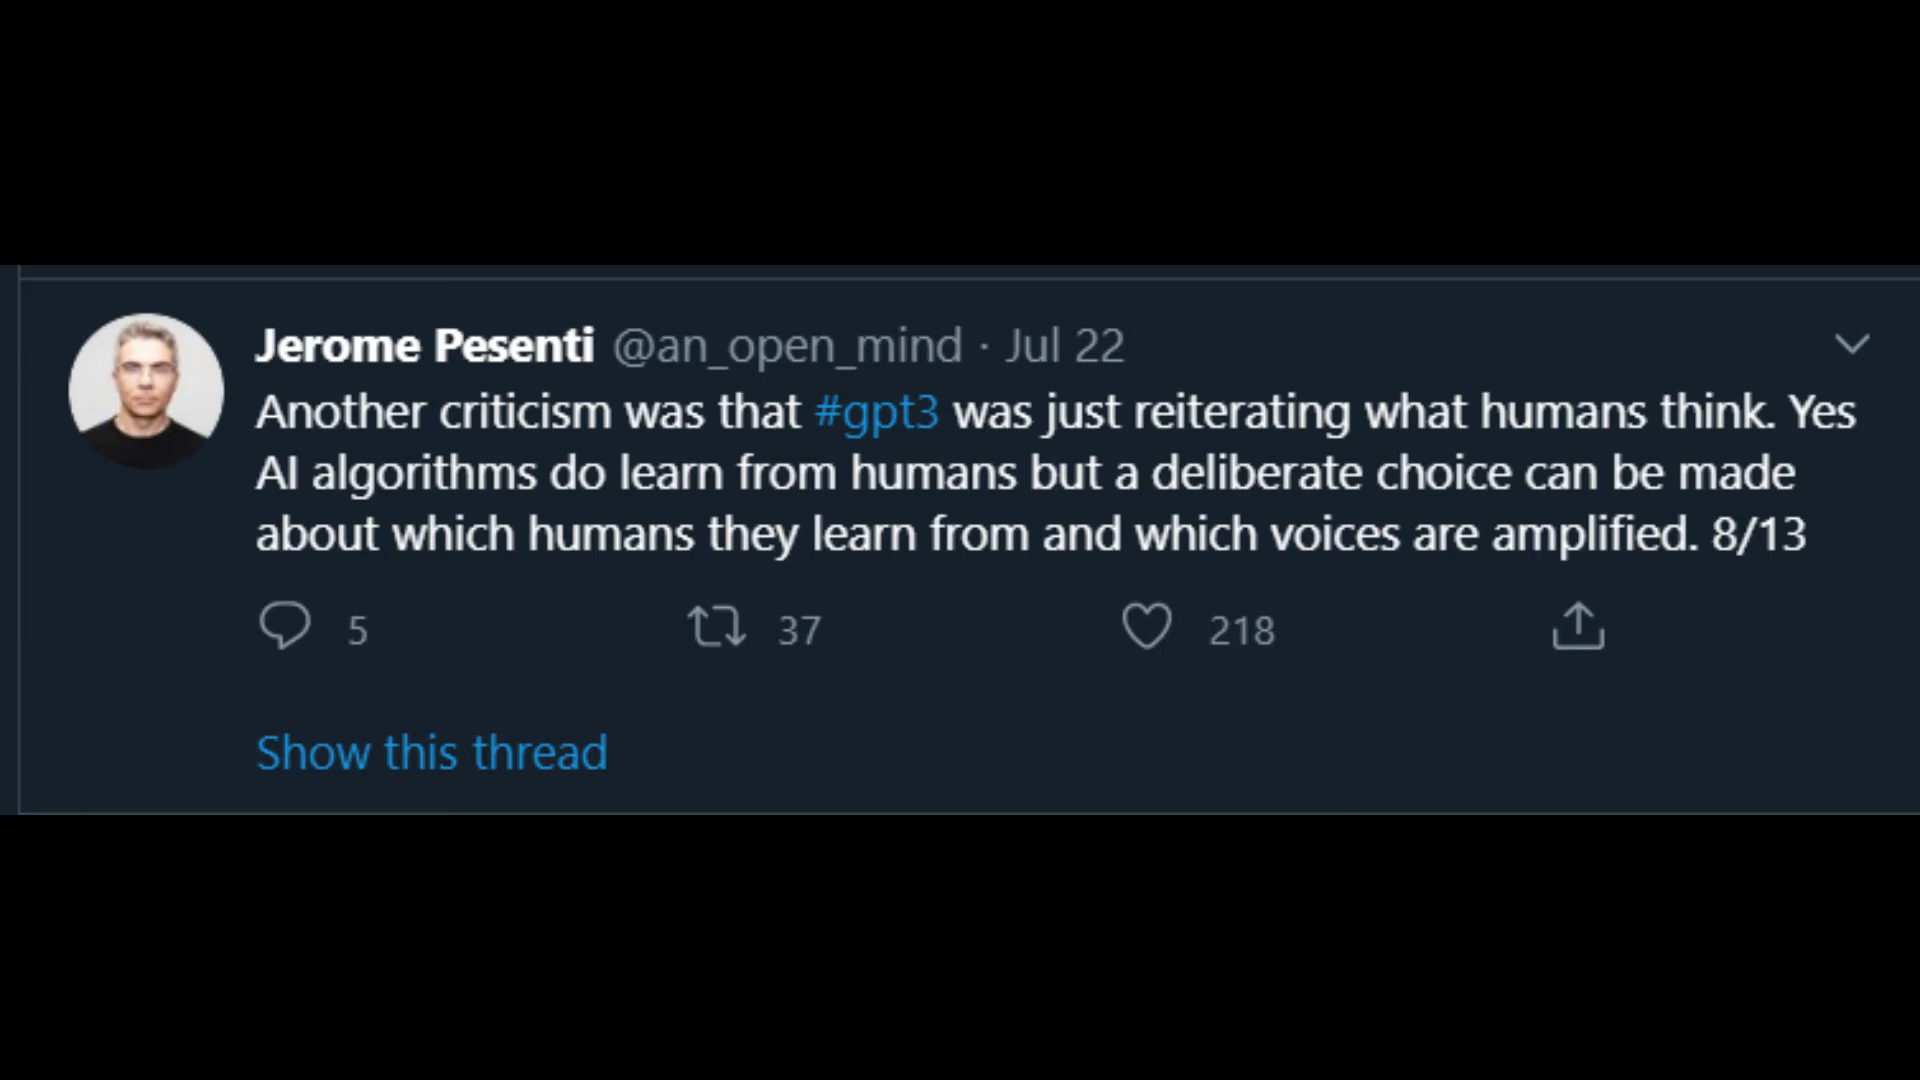 Jerome Pesenti @an_open_mind · Jul 22
Another criticism was that #gpt3 was just reiterating what humans think. Yes
AI algorithms do learn from humans but a deliberate choice can be made
about which humans they learn from and which voices are amplified. 8/13
5 37 218
Show this thread